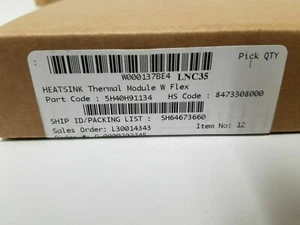 Pick QTY
W000137BE4 LNC35
HEATSINK Thermal Module W Flex
Part Code : 5H40H91134 HS Code : 8473308000
SHIP ID/PACKING LIST : SH64673660
Sales Order: L30014343 Item No: 12